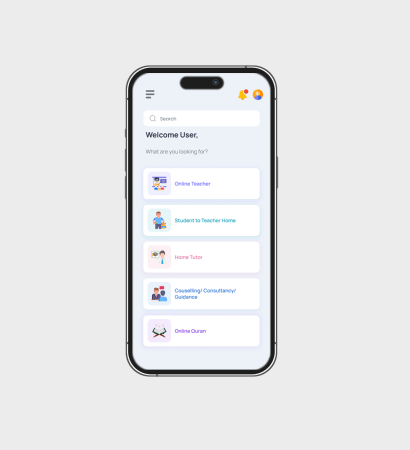 Search
Welcome User,
What are you looking for?
Online Teacher
Student to Teacher Home
Home Tutor
Couselling/ Consultancy/
Guidance
Online Quran